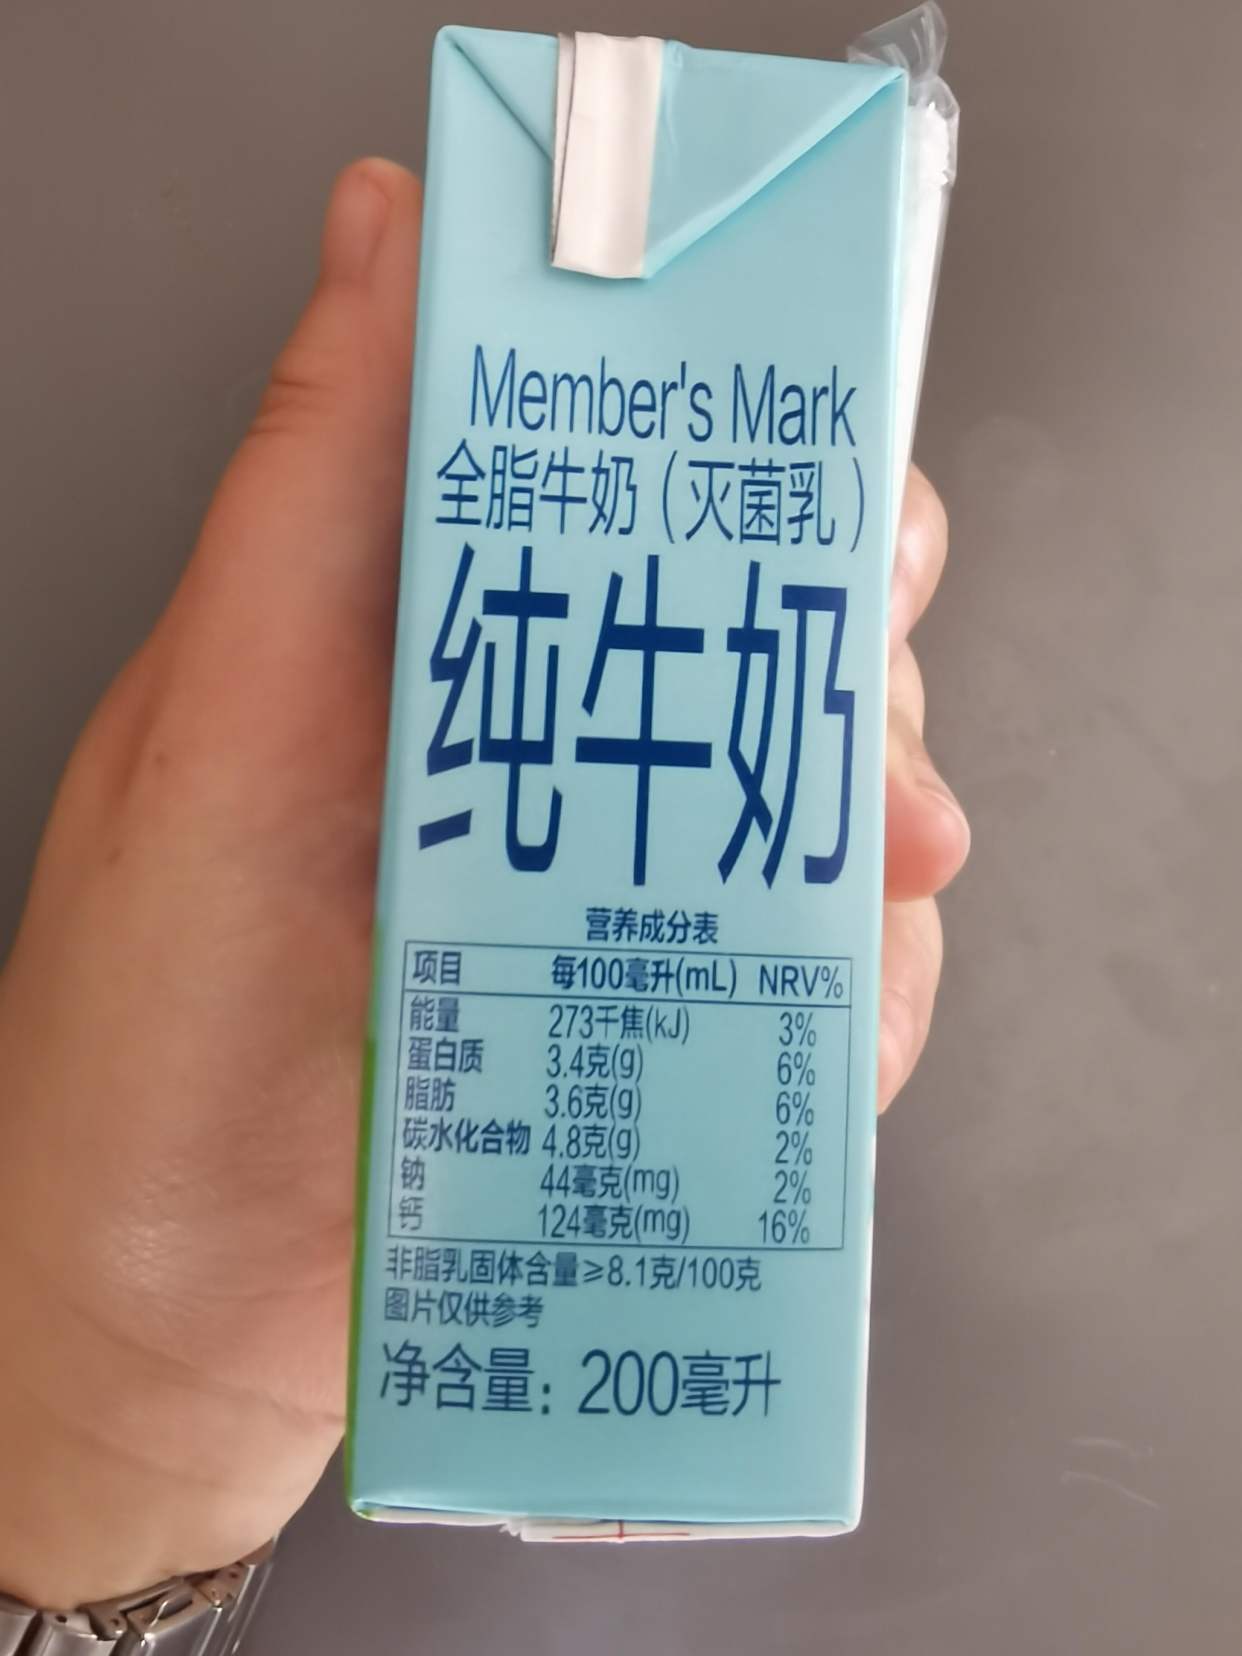 Member's Mark
全脂牛奶（灭菌乳）
纯牛奶
营养成分表
项目 每100毫升(mL) NRV%
能量 273千焦(kJ) 3%
蛋白质 3.4克(g) 6%
脂肪 3.6克(g) 6%
碳水化合物 4.8克(g) 2%
钠 44毫克(mg) 2%
钙 124毫克(mg) 16%
非脂乳固体含量≥8.1克/100克
图片仅供参考
净含量：200毫升